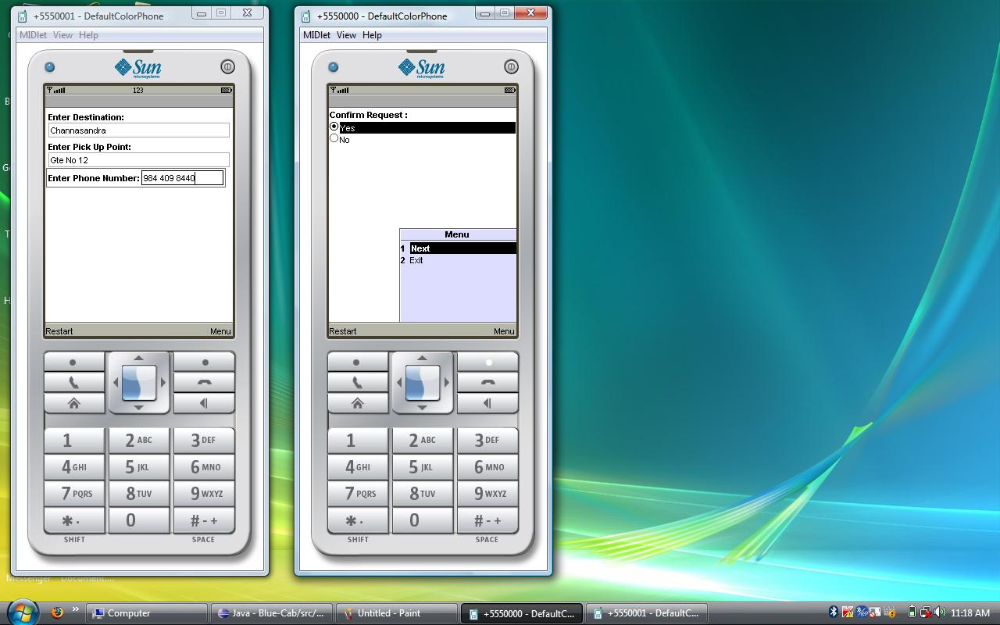 +5550001 - DefaultColorPhone
MIDlet View Help
Sun
microsystems
123
Enter Destination:
Channasandra
Enter Pick Up Point:
Gte No 12
Enter Phone Number: 984 409 8440
Restart Menu
1 2 ABC 3 DEF
4 GHI 5 JKL 6 MNO
7 PQRS 8 TUV 9 WXYZ
* . 0 # - +
SHIFT SPACE
+5550000 - DefaultColorPhone
MIDlet View Help
Sun
microsystems
Confirm Request :
Yes
No
Menu
1 Next
2 Exit
Restart Menu
1 2 ABC 3 DEF
4 GHI 5 JKL 6 MNO
7 PQRS 8 TUV 9 WXYZ
* . 0 # - +
SHIFT SPACE
Messenger Document....
» Computer Java - Blue-Cab/src/... Untitled - Paint +5550000 - DefaultC... +5550001 - DefaultC... 11:18 AM